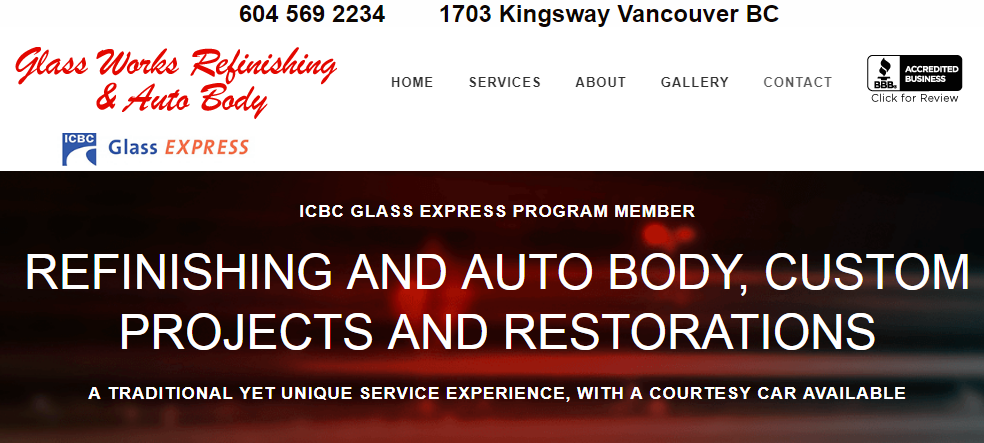 604 569 2234 1703 Kingsway Vancouver BC
Glass Works Refinishing
& Auto Body
HOME SERVICES ABOUT GALLERY CONTACT
BBB® ACCREDITED
BUSINESS
Click for Review
ICBC Glass EXPRESS
ICBC GLASS EXPRESS PROGRAM MEMBER
REFINISHING AND AUTO BODY, CUSTOM
PROJECTS AND RESTORATIONS
A TRADITIONAL YET UNIQUE SERVICE EXPERIENCE, WITH A COURTESY CAR AVAILABLE